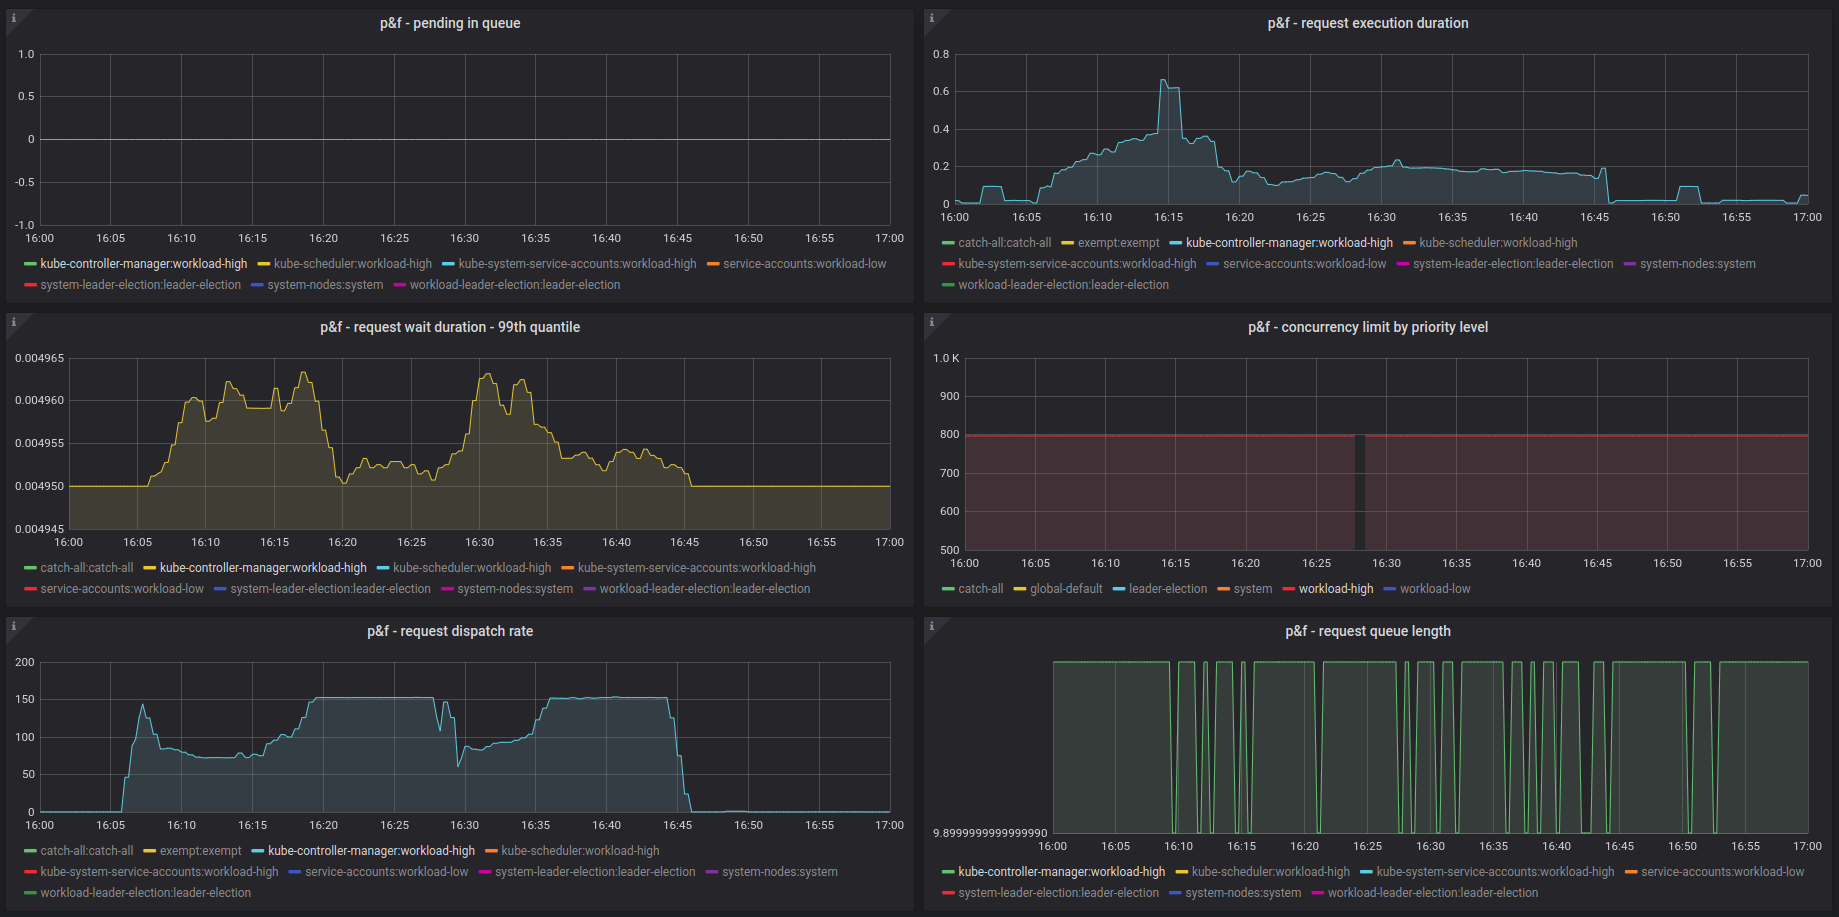 p&f - pending in queue
1.0
0.5
0
-0.5
-1.0
16:00 16:05 16:10 16:15 16:20 16:25 16:30 16:35 16:40 16:45 16:50 16:55 17:00
kube-controller-manager:workload-high kube-scheduler:workload-high kube-system-service-accounts:workload-high service-accounts:workload-low
system-leader-election:leader-election system-nodes:system workload-leader-election:leader-election
p&f - request execution duration
0.8
0.6
0.4
0.2
0
16:00 16:05 16:10 16:15 16:20 16:25 16:30 16:35 16:40 16:45 16:50 16:55 17:00
catch-all:catch-all exempt:exempt kube-controller-manager:workload-high kube-scheduler:workload-high
kube-system-service-accounts:workload-high service-accounts:workload-low system-leader-election:leader-election system-nodes:system
workload-leader-election:leader-election
p&f - request wait duration - 99th quantile
0.004965
0.004960
0.004955
0.004950
0.004945
16:00 16:05 16:10 16:15 16:20 16:25 16:30 16:35 16:40 16:45 16:50 16:55 17:00
catch-all:catch-all kube-controller-manager:workload-high kube-scheduler:workload-high kube-system-service-accounts:workload-high
service-accounts:workload-low system-leader-election:leader-election system-nodes:system workload-leader-election:leader-election
p&f - concurrency limit by priority level
1.0 K
900
800
700
600
500
16:00 16:05 16:10 16:15 16:20 16:25 16:30 16:35 16:40 16:45 16:50 16:55 17:00
catch-all global-default leader-election system workload-high workload-low
p&f - request dispatch rate
200
150
100
50
0
16:00 16:05 16:10 16:15 16:20 16:25 16:30 16:35 16:40 16:45 16:50 16:55 17:00
catch-all:catch-all exempt:exempt kube-controller-manager:workload-high kube-scheduler:workload-high
kube-system-service-accounts:workload-high service-accounts:workload-low system-leader-election:leader-election system-nodes:system
workload-leader-election:leader-election
p&f - request queue length
9.8999999999999990
16:00 16:05 16:10 16:15 16:20 16:25 16:30 16:35 16:40 16:45 16:50 16:55 17:00
kube-controller-manager:workload-high kube-scheduler:workload-high kube-system-service-accounts:workload-high service-accounts:workload-low
system-leader-election:leader-election system-nodes:system workload-leader-election:leader-election